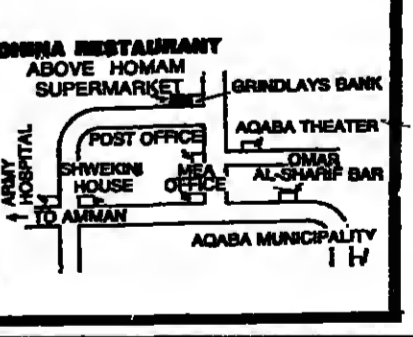 CHINA RESTAURANT
ABOVE HOMAM
SUPERMARKET
GRINDLAYS BANK
POST OFFICE
AQABA THEATER
OMAR
AL-SHARIF BAR
SHWEKINI
HOUSE
MEA
OFFICE
ARMY
HOSPITAL
TO AMMAN
AQABA MUNICIPALITY